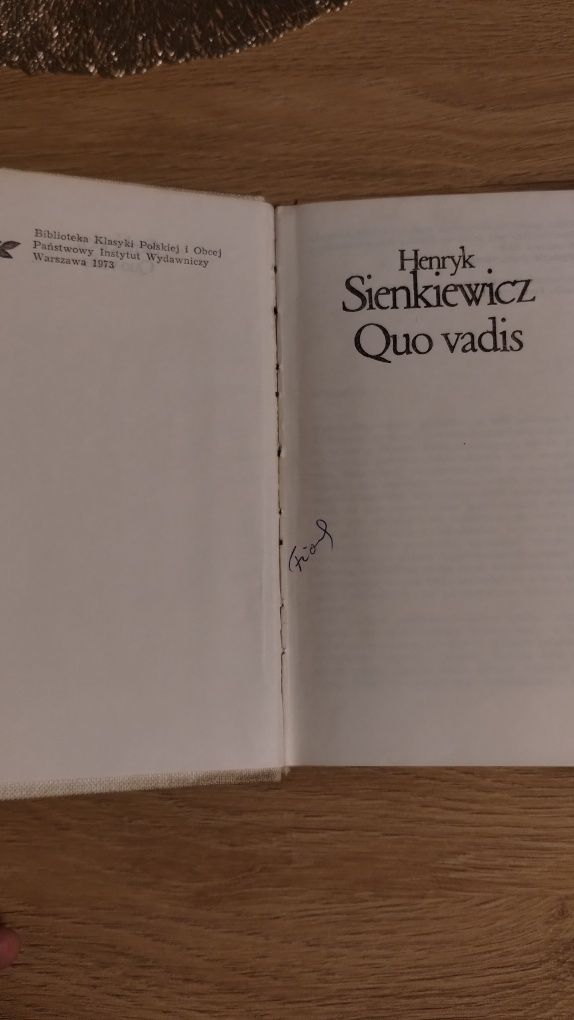 Biblioteka Klasyki Polskiej i Obcej
Państwowy Instytut Wydawniczy
Warszawa 1973
Henryk
Sienkiewicz
Quo vadis